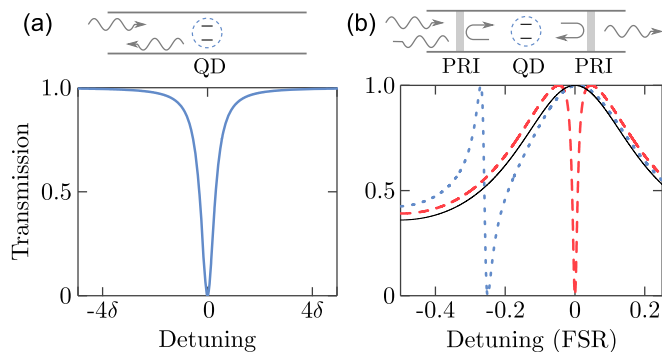 (a)
QD
1.0
0.5
0
Transmission
-4δ
0
4δ
Detuning
(b)
PRI
QD
PRI
1.0
0.5
0
-0.4
-0.2
0
0.2
Detuning (FSR)